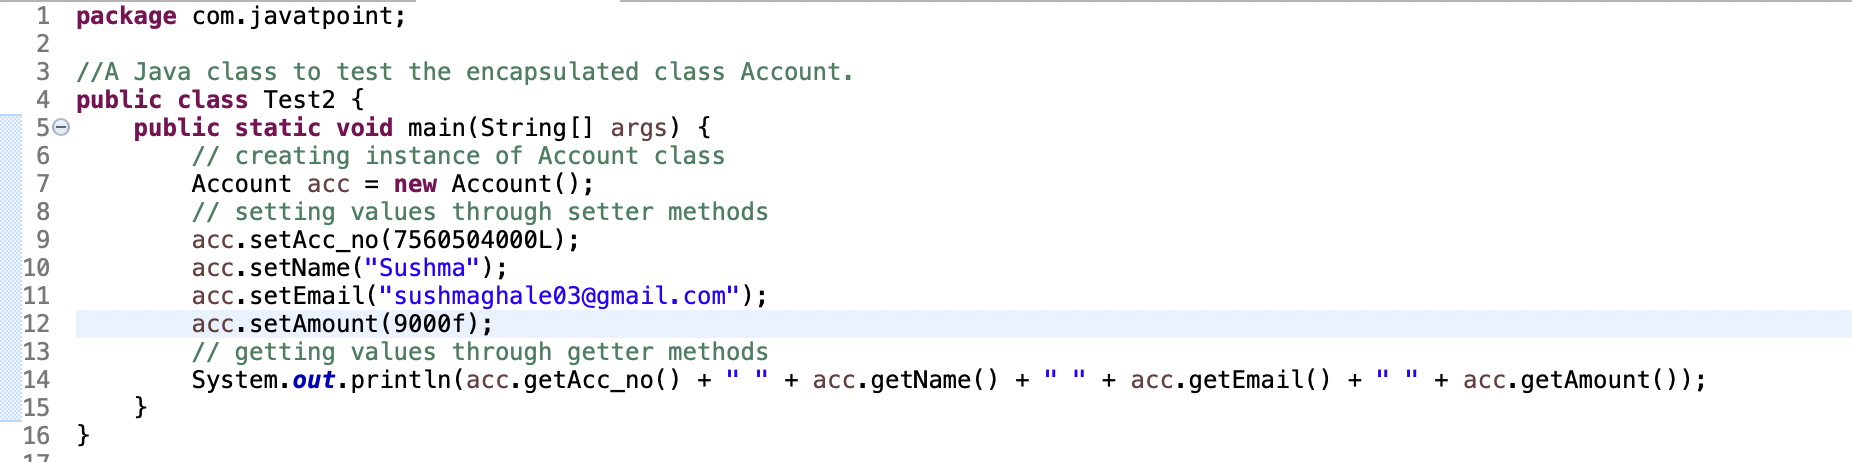 1 package com.javatpoint;
2
3 //A Java class to test the encapsulated class Account.
4 public class Test2 {
5 public static void main(String[] args) {
6 // creating instance of Account class
7 Account acc = new Account();
8 // setting values through setter methods
9 acc.setAcc_no(7560504000L);
10 acc.setName("Sushma");
11 acc.setEmail("sushmaghale03@gmail.com");
12 acc.setAmount(9000f);
13 // getting values through getter methods
14 System.out.println(acc.getAcc_no() + " " + acc.getName() + " " + acc.getEmail() + " " + acc.getAmount());
15 }
16 }
17